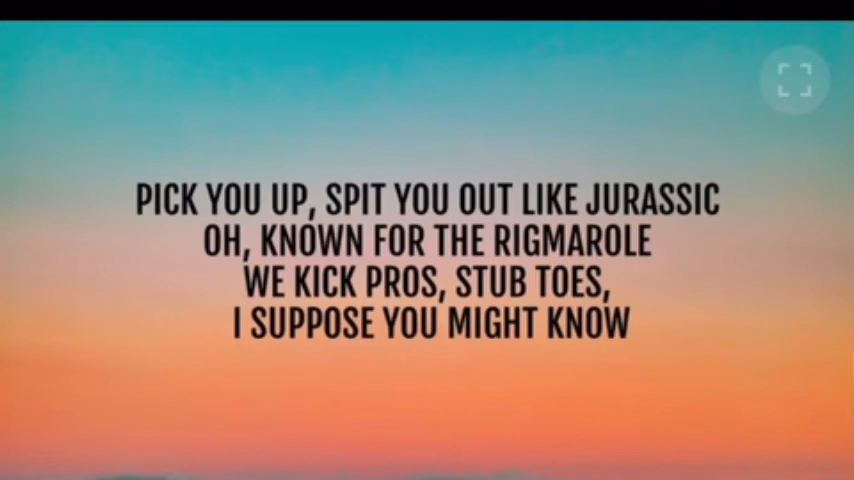 PICK YOU UP, SPIT YOU OUT LIKE JURASSIC
OH, KNOWN FOR THE RIGMAROLE
WE KICK PROS, STUB TOES,
I SUPPOSE YOU MIGHT KNOW